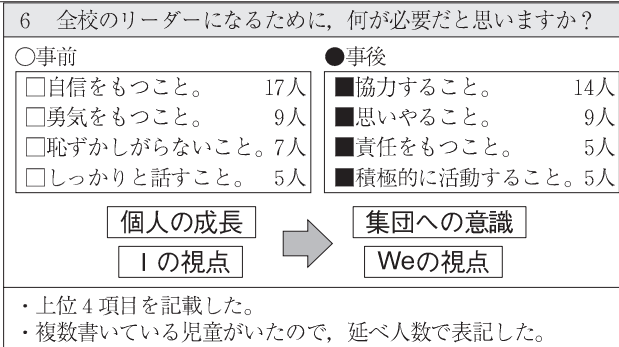 6 全校のリーダーになるために，何が必要だと思いますか？
○事前
□自信をもつこと。 17人
□勇気をもつこと。 9人
□恥ずかしがらないこと。7人
□しっかりと話すこと。 5人
●事後
■協力すること。 14人
■思いやること。 9人
■責任をもつこと。 5人
■積極的に活動すること。5人
個人の成長
Iの視点
集団への意識
Weの視点
・上位4項目を記載した。
・複数書いている児童がいたので，延べ人数で表記した。